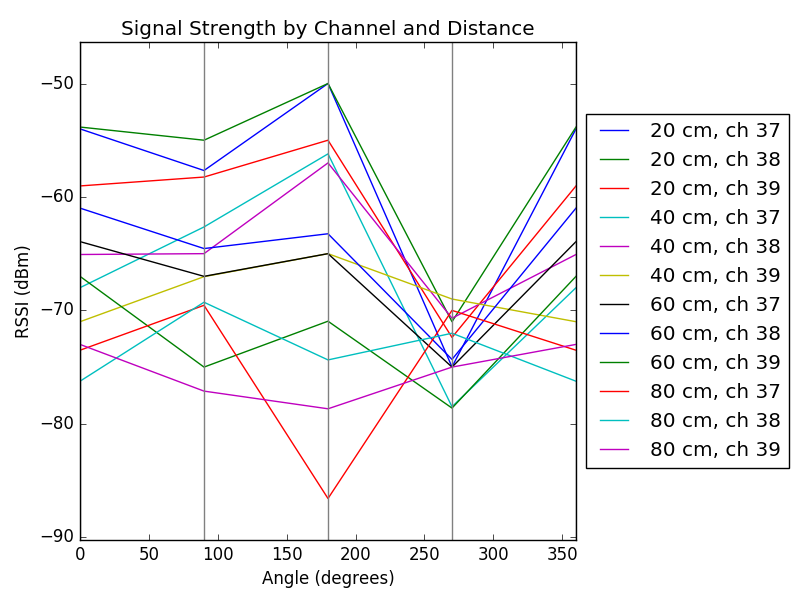 Signal Strength by Channel and Distance
RSSI (dBm)
−50
−60
−70
−80
−90
0 50 100 150 200 250 300 350
Angle (degrees)
20 cm, ch 37
20 cm, ch 38
20 cm, ch 39
40 cm, ch 37
40 cm, ch 38
40 cm, ch 39
60 cm, ch 37
60 cm, ch 38
60 cm, ch 39
80 cm, ch 37
80 cm, ch 38
80 cm, ch 39